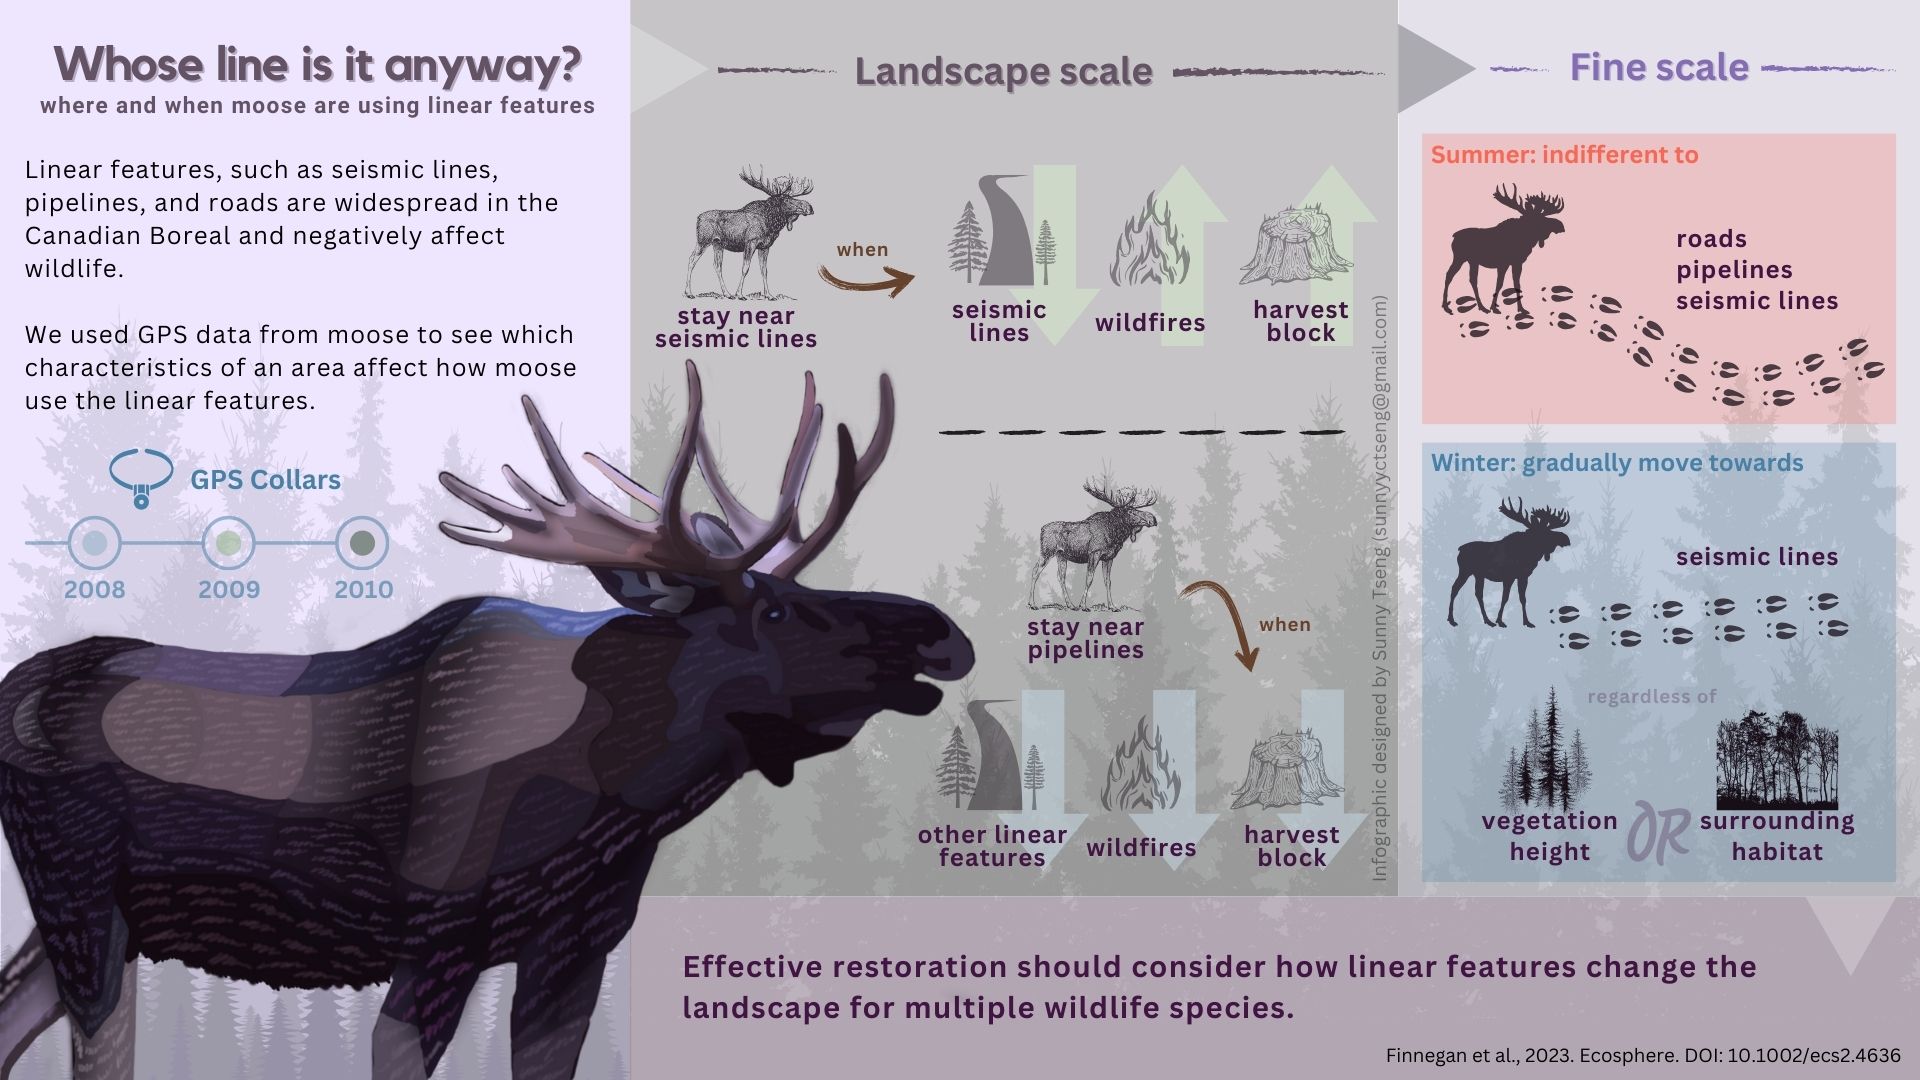 Whose line is it anyway?
where and when moose are using linear features
Linear features, such as seismic lines,
pipelines, and roads are widespread in the
Canadian Boreal and negatively affect
wildlife.
We used GPS data from moose to see which
characteristics of an area affect how moose
use the linear features.
GPS Collars
2008
2009
2010
Landscape scale
stay near
seismic lines
when
seismic
lines
wildfires
harvest
block
stay near
pipelines
when
other linear
features
wildfires
harvest
block
Infographic designed by Sunny Tseng (sunnyyctseng@gmail.com)
Fine scale
Summer: indifferent to
roads
pipelines
seismic lines
Winter: gradually move towards
seismic lines
regardless of
vegetation
height
OR
surrounding
habitat
Effective restoration should consider how linear features change the
landscape for multiple wildlife species.
Finnegan et al., 2023. Ecosphere. DOI: 10.1002/ecs2.4636